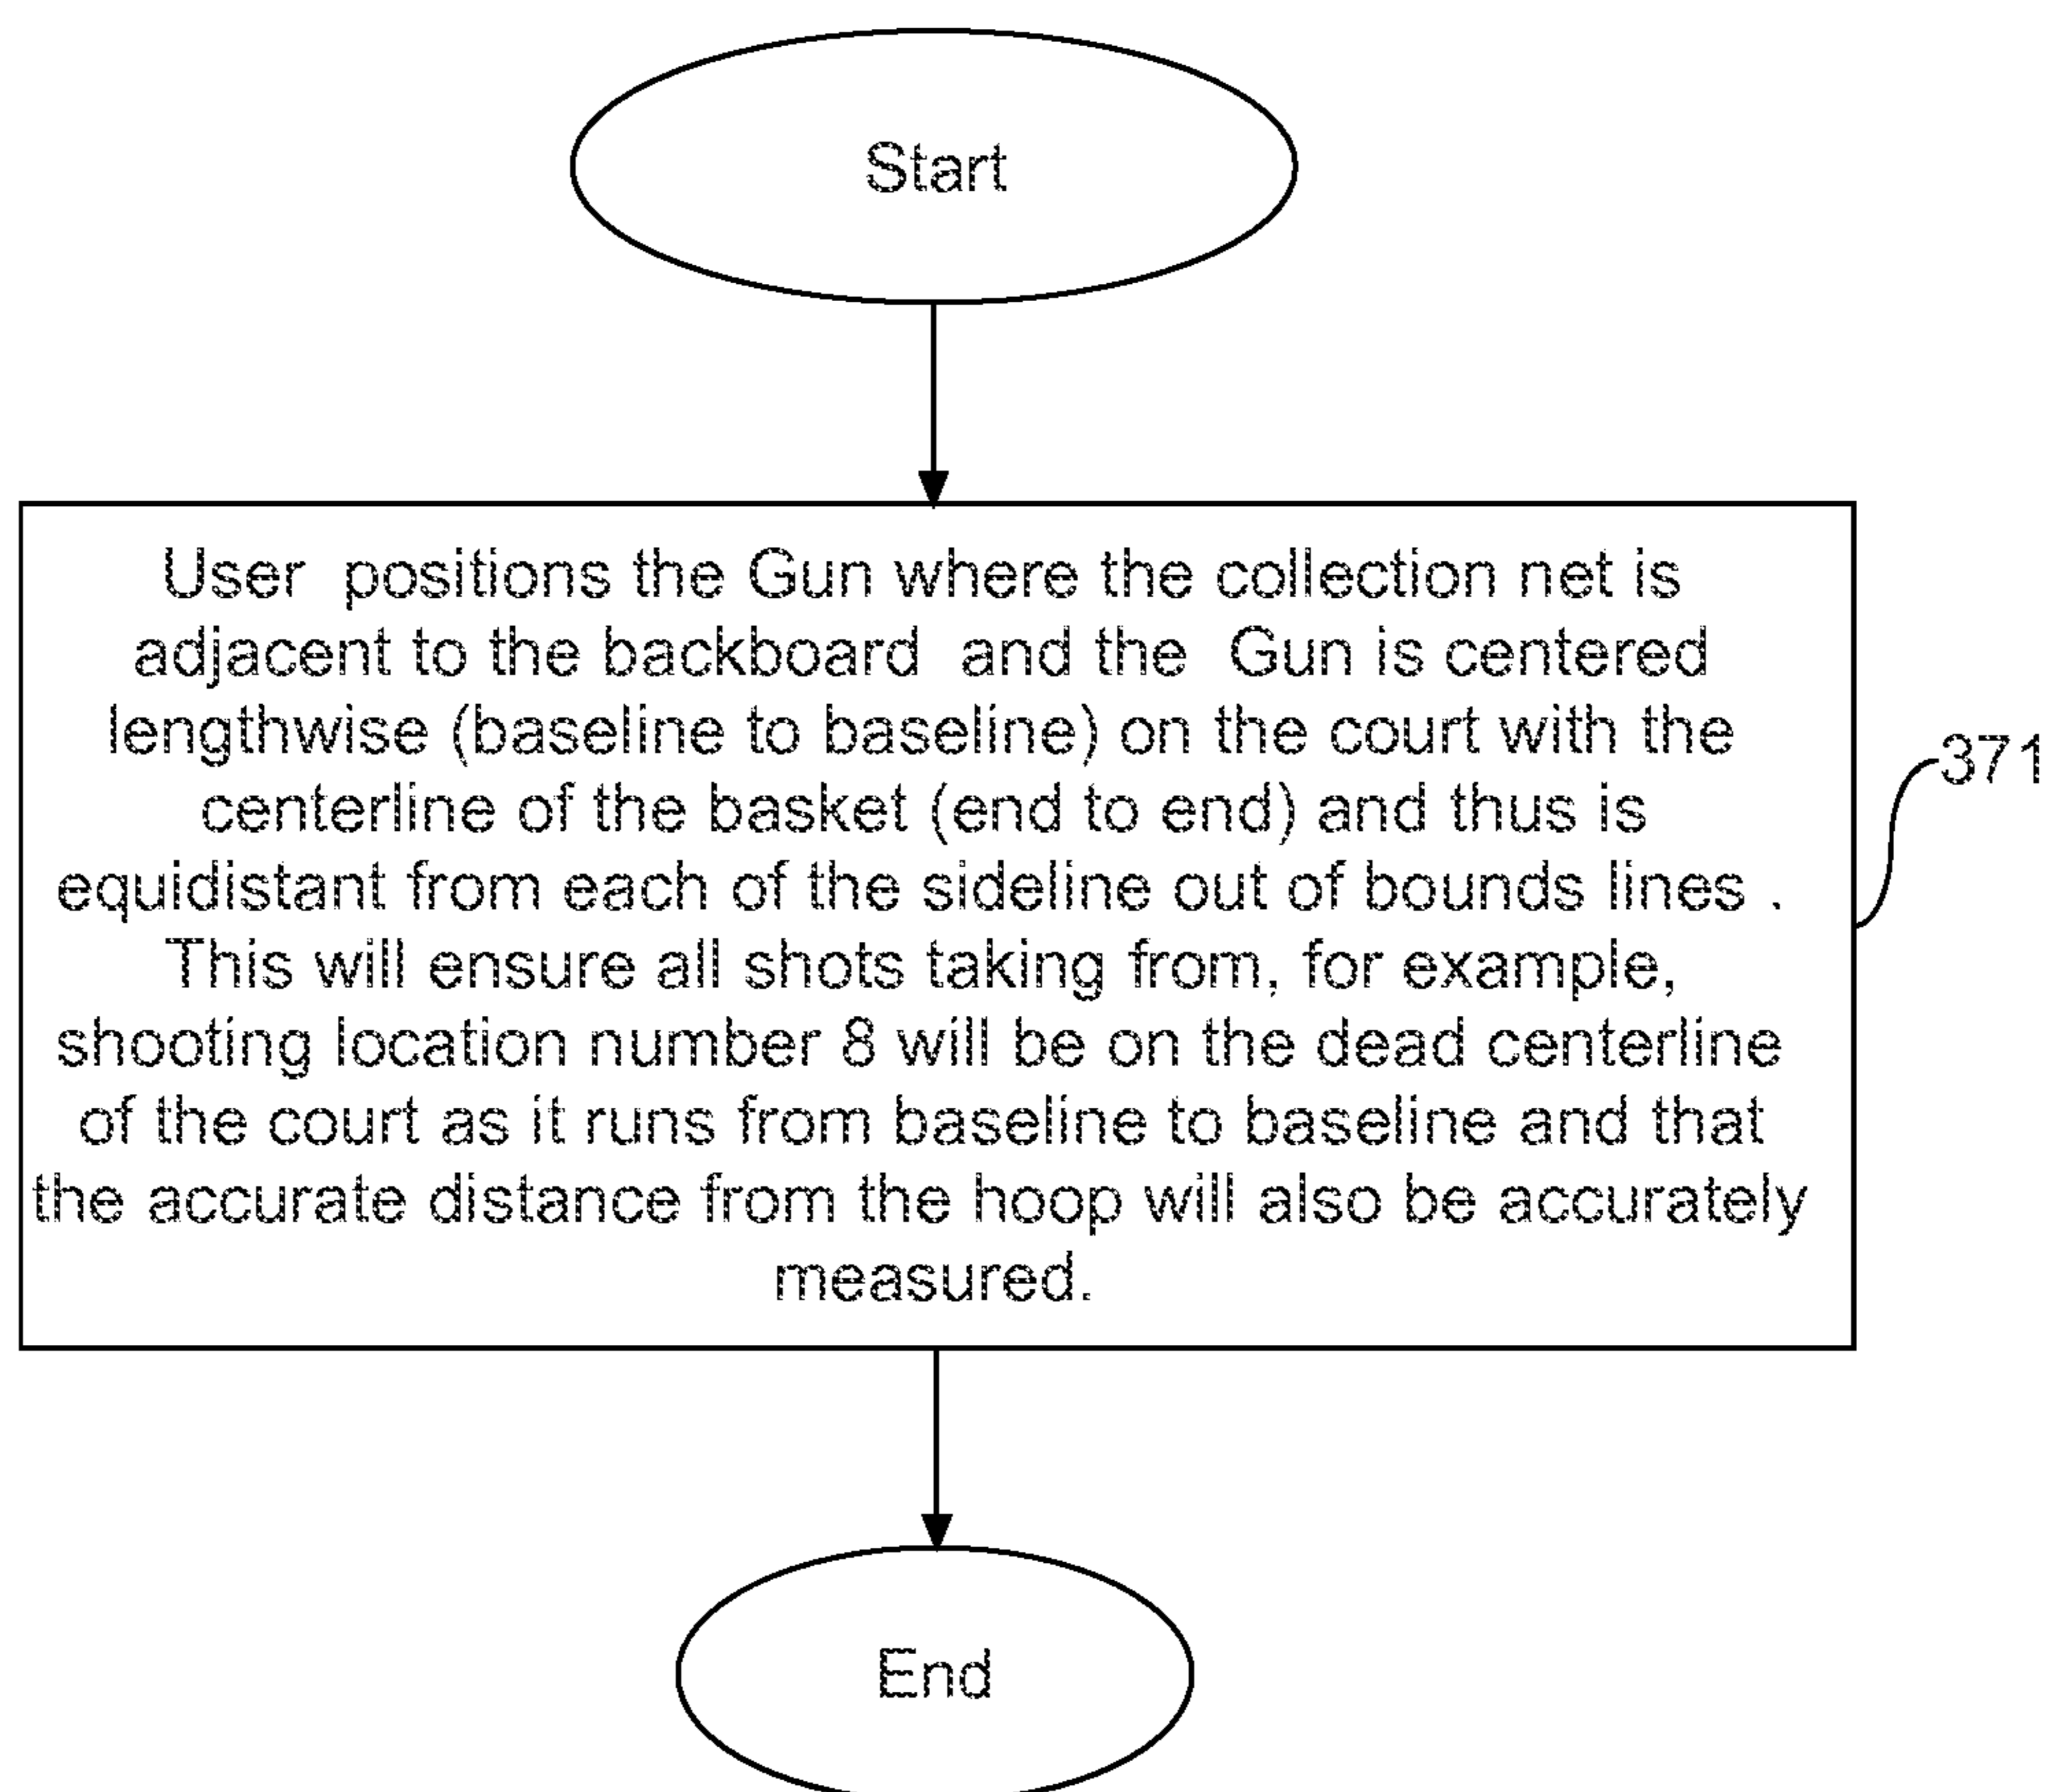 Start
User positions the Gun where the collection net is
adjacent to the backboard and the Gun is centered
lengthwise (baseline to baseline) on the court with the
centerline of the basket (end to end) and thus is
equidistant from each of the sideline out of bounds lines .
This will ensure all shots taking from, for example,
shooting location number 8 will be on the dead centerline
of the court as it runs from baseline to baseline and that
the accurate distance from the hoop will also be accurately
measured.
371
End